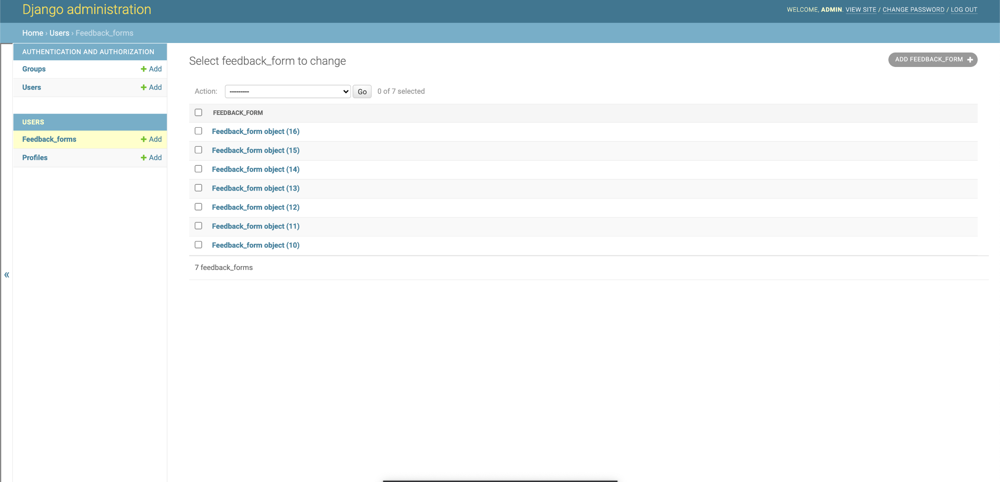 Django administration
WELCOME, ADMIN. VIEW SITE / CHANGE PASSWORD / LOG OUT
Home › Users › Feedback_forms
AUTHENTICATION AND AUTHORIZATION
Groups + Add
Users + Add
USERS
Feedback_forms + Add
Profiles + Add
«
Select feedback_form to change
ADD FEEDBACK_FORM +
Action: --------- Go 0 of 7 selected
FEEDBACK_FORM
Feedback_form object (16)
Feedback_form object (15)
Feedback_form object (14)
Feedback_form object (13)
Feedback_form object (12)
Feedback_form object (11)
Feedback_form object (10)
7 feedback_forms